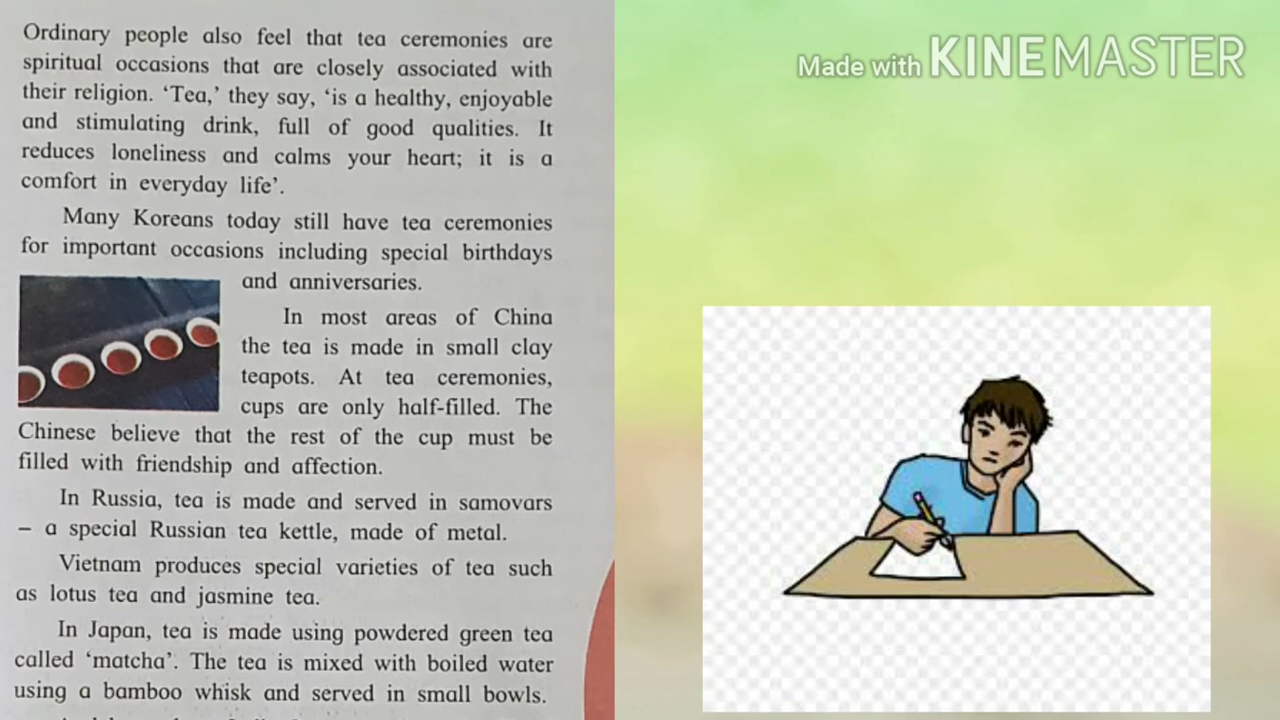 Ordinary people also feel that tea ceremonies are
spiritual occasions that are closely associated with
their religion. ‘Tea,’ they say, ‘is a healthy, enjoyable
and stimulating drink, full of good qualities. It
reduces loneliness and calms your heart; it is a
comfort in everyday life’.
Many Koreans today still have tea ceremonies
for important occasions including special birthdays
and anniversaries.
In most areas of China
the tea is made in small clay
teapots. At tea ceremonies,
cups are only half-filled. The
Chinese believe that the rest of the cup must be
filled with friendship and affection.
In Russia, tea is made and served in samovars
– a special Russian tea kettle, made of metal.
Vietnam produces special varieties of tea such
as lotus tea and jasmine tea.
In Japan, tea is made using powdered green tea
called ‘matcha’. The tea is mixed with boiled water
using a bamboo whisk and served in small bowls.
Made with KINEMASTER